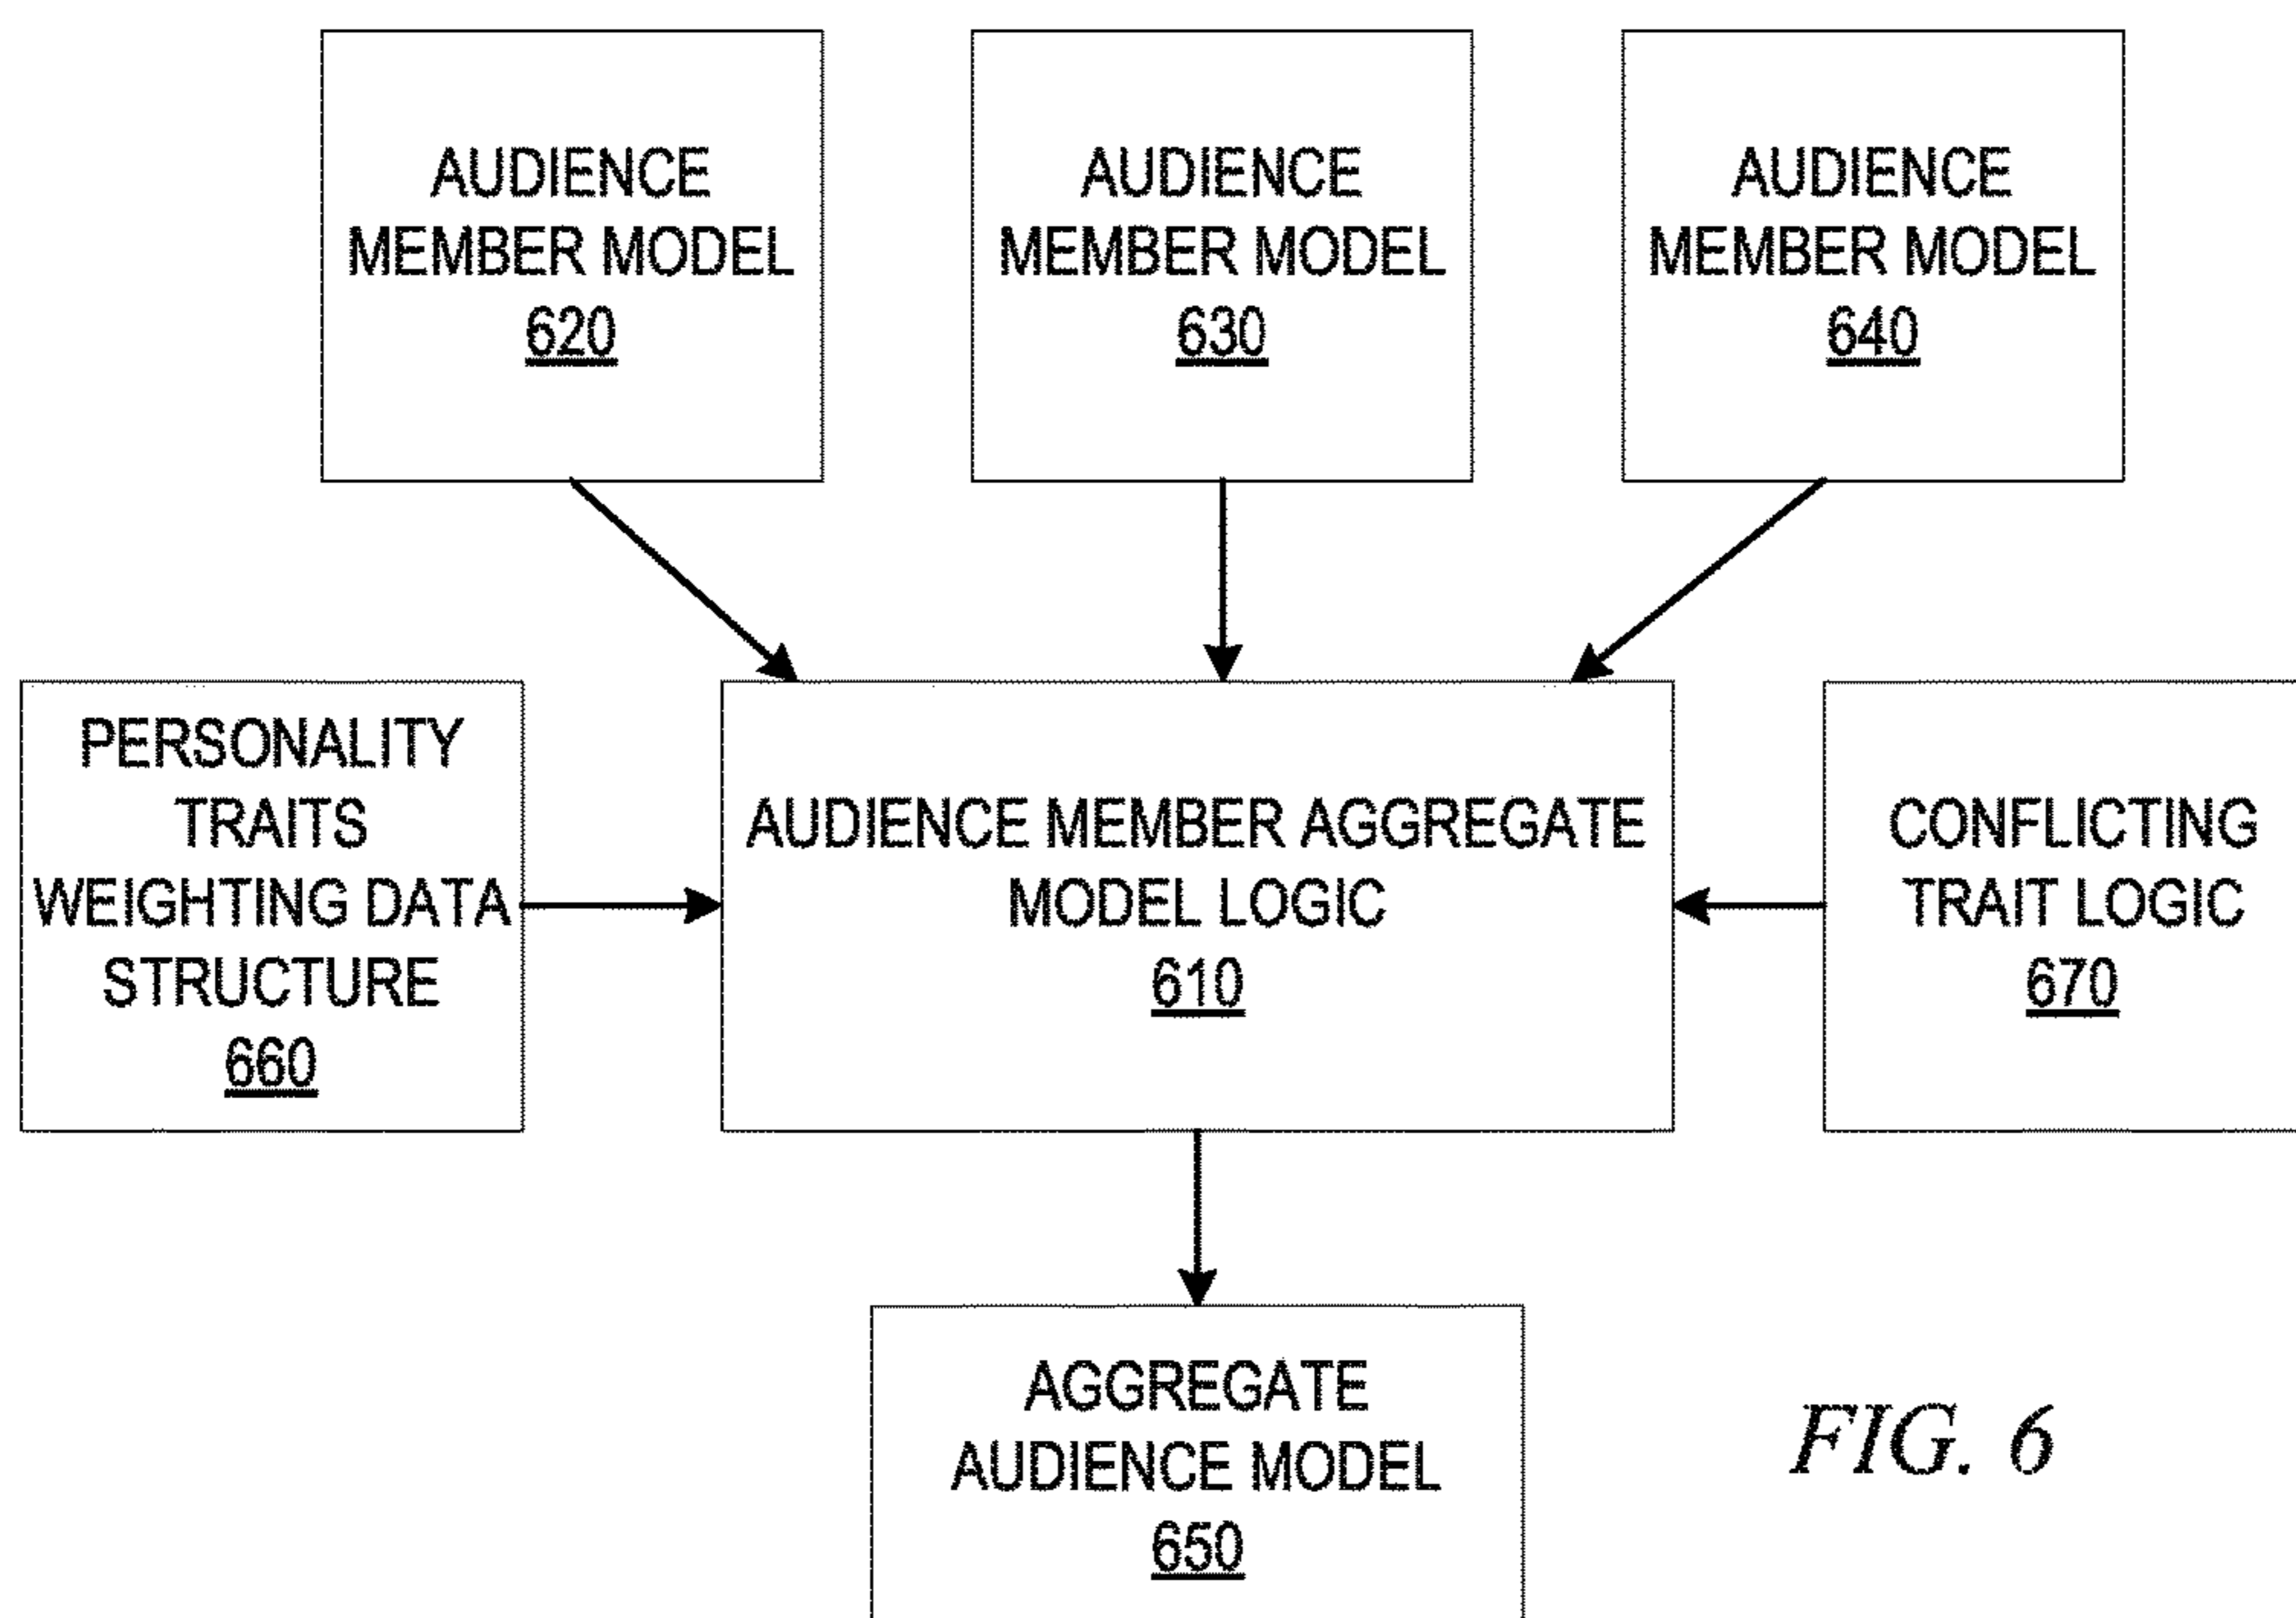 AUDIENCE
MEMBER MODEL
620
AUDIENCE
MEMBER MODEL
630
AUDIENCE
MEMBER MODEL
640
PERSONALITY
TRAITS
WEIGHTING DATA
STRUCTURE
660
AUDIENCE MEMBER AGGREGATE
MODEL LOGIC
610
CONFLICTING
TRAIT LOGIC
670
AGGREGATE
AUDIENCE MODEL
650
FIG. 6